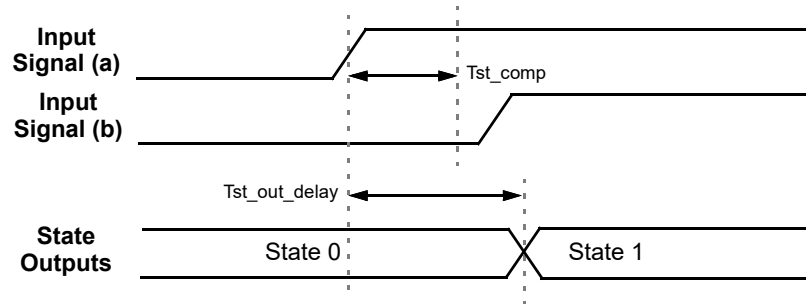 Input
Signal (a)
Tst_comp
Input
Signal (b)
Tst_out_delay
State
Outputs
State 0
State 1